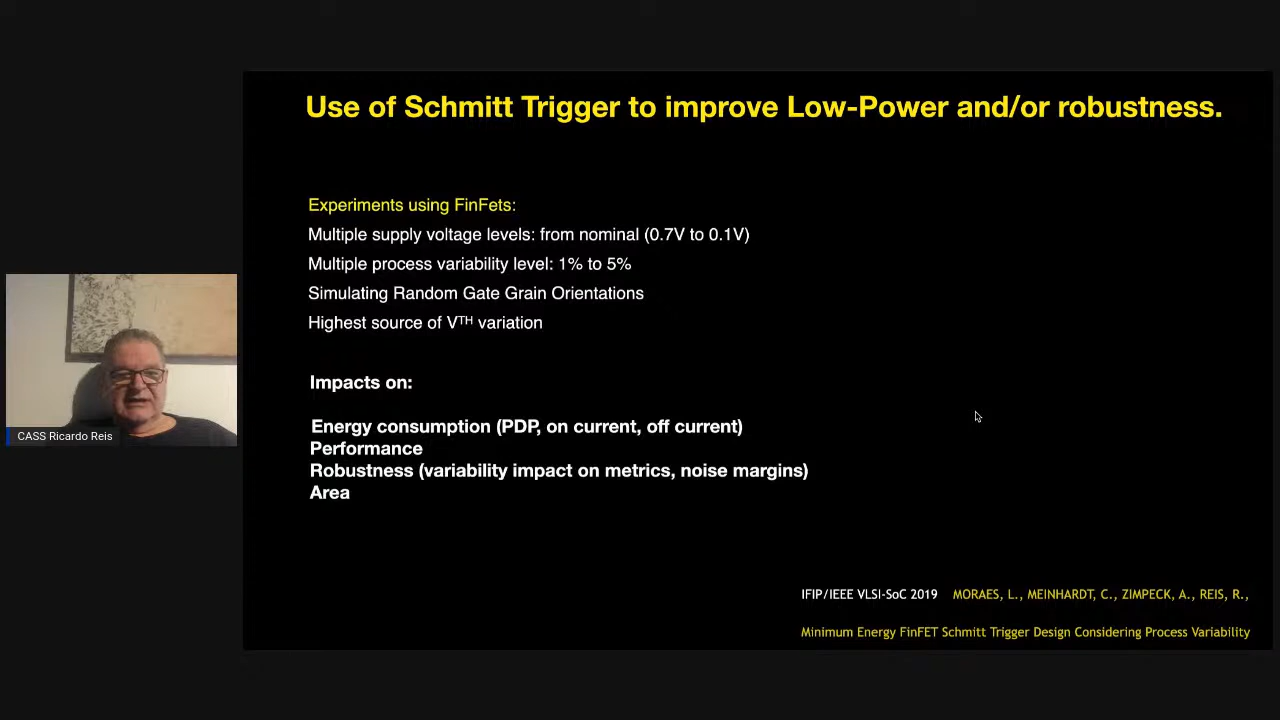 Use of Schmitt Trigger to improve Low-Power and/or robustness.
Experiments using FinFets:
Multiple supply voltage levels: from nominal (0.7V to 0.1V)
Multiple process variability level: 1% to 5%
Simulating Random Gate Grain Orientations
Highest source of VTH variation
Impacts on:
Energy consumption (PDP, on current, off current)
Performance
Robustness (variability impact on metrics, noise margins)
Area
CASS Ricardo Reis
IFIP/IEEE VLSI-SoC 2019 MORAES, L., MEINHARDT, C., ZIMPECK, A., REIS, R.,
Minimum Energy FinFET Schmitt Trigger Design Considering Process Variability